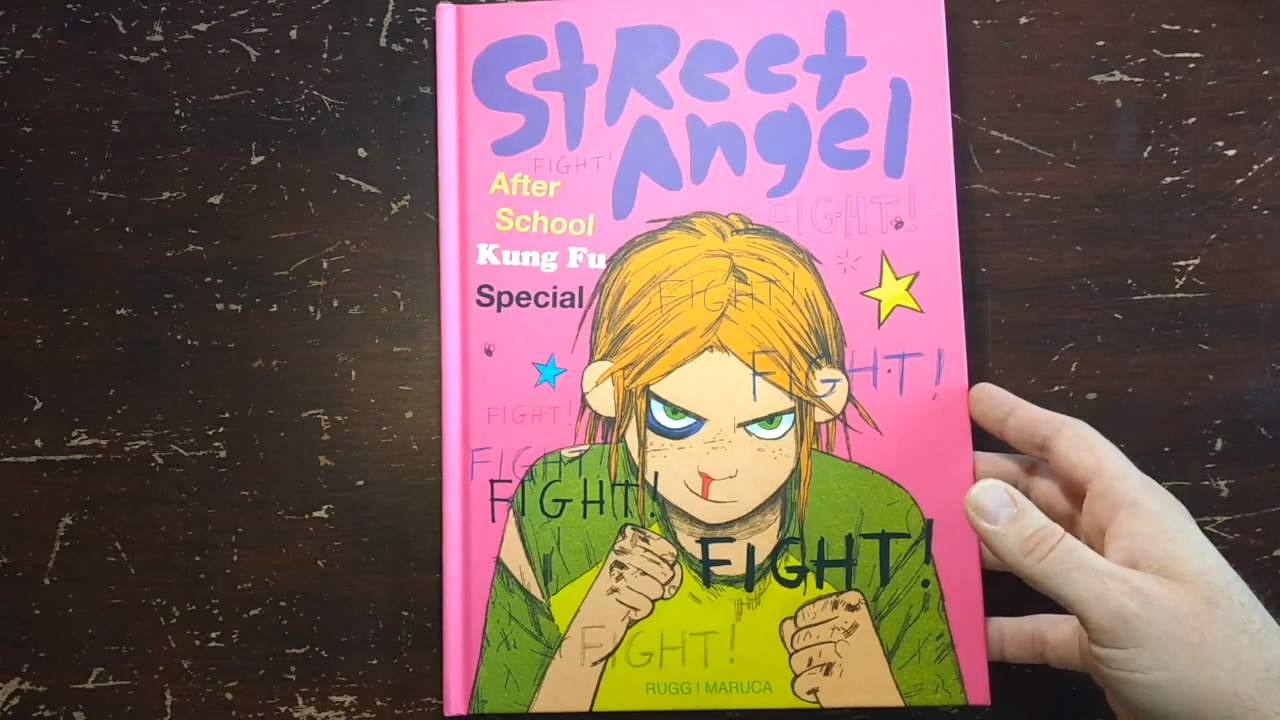 Street
Angel
FIGHT!
After
School
FIGHT!
Kung Fu
Special
FIGHT!
FIGHT!
FIGHT!
FIGHT!
FIGHT!
FIGHT!
FIGHT!
RUGG | MARUCA